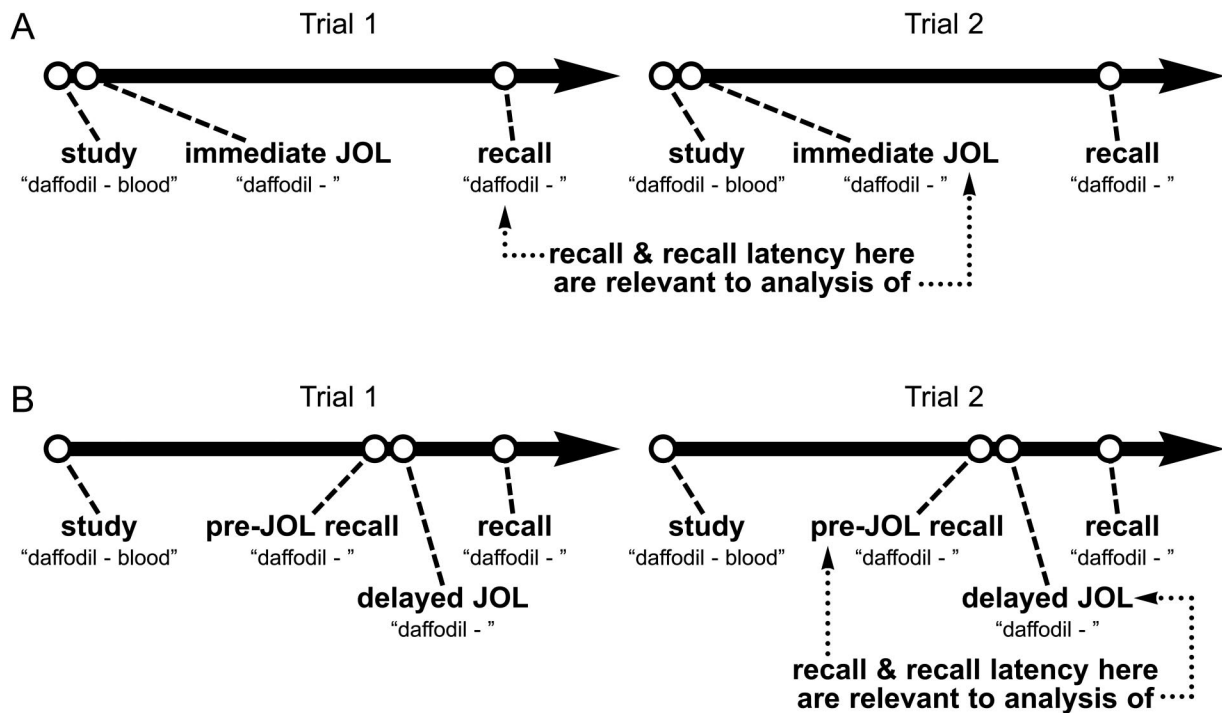 A
Trial 1
Trial 2
study
immediate JOL
recall
study
immediate JOL
recall
“daffodil - blood”
“daffodil - ”
“daffodil - ”
“daffodil - blood”
“daffodil - ”
“daffodil - ”
recall & recall latency here
are relevant to analysis of
B
Trial 1
Trial 2
study
pre-JOL recall
recall
study
pre-JOL recall
recall
“daffodil - blood”
“daffodil - ”
“daffodil - ”
“daffodil - blood”
“daffodil - ”
“daffodil - ”
delayed JOL
delayed JOL
“daffodil - ”
“daffodil - ”
recall & recall latency here
are relevant to analysis of